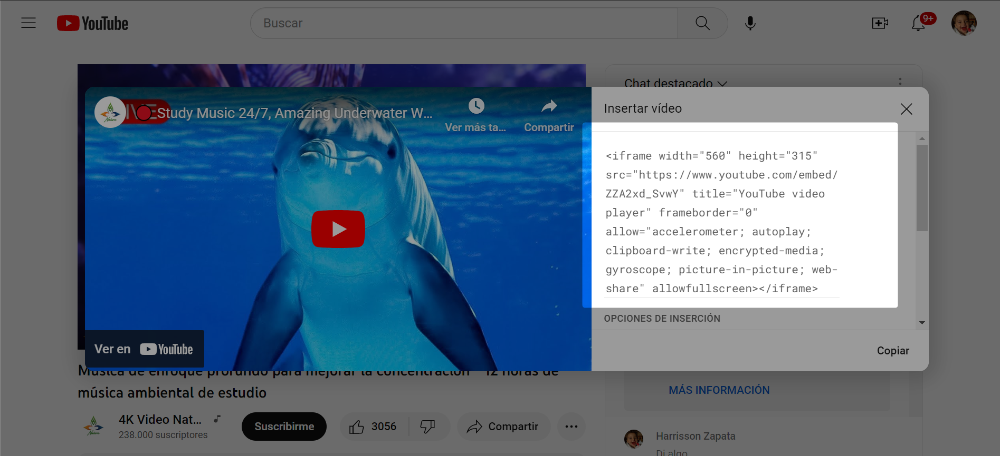 YouTube
Buscar
9+
Chat destacado
LIVE
Study Music 24/7, Amazing Underwater W...
Nature
Ver más ta...
Compartir
Insertar vídeo
<iframe width="560" height="315"
src="https://www.youtube.com/embed/
ZZA2xd_SvwY" title="YouTube video
player" frameborder="0"
allow="accelerometer; autoplay;
clipboard-write; encrypted-media;
gyroscope; picture-in-picture; web-
share" allowfullscreen></iframe>
OPCIONES DE INSERCIÓN
Copiar
Ver en YouTube
Música de enfoque profundo para mejorar la concentración - 12 horas de
música ambiental de estudio
MÁS INFORMACIÓN
4K Video Nat...
238.000 suscriptores
Nature
Suscribirme
3056
Compartir
Harrisson Zapata
Di algo